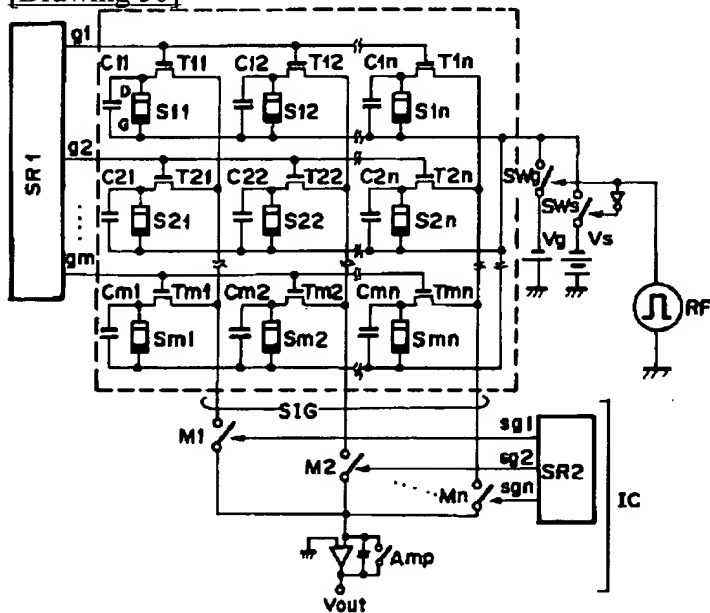 SR1
g1
C11 T11 C12 T12 C1n T1n
D
G
S11 S12 S1n
g2
C21 T21 C22 T22 C2n T2n
S21 S22 S2n
gm
Cm1 Tm1 Cm2 Tm2 Cmn Tmn
Sm1 Sm2 Smn
SWg
SWs
Vg Vs
RF
SIG
M1 sg1
M2 sg2
Mn sgn
SR2
IC
Amp
Vout